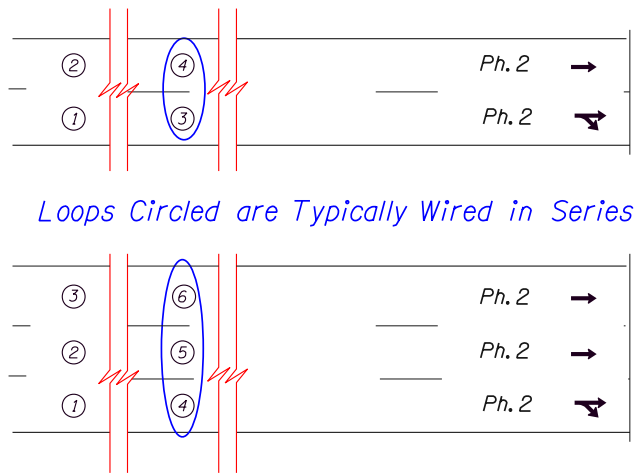 2 4 Ph. 2
1 3 Ph. 2
Loops Circled are Typically Wired in Series
3 6 Ph. 2
2 5 Ph. 2
1 4 Ph. 2